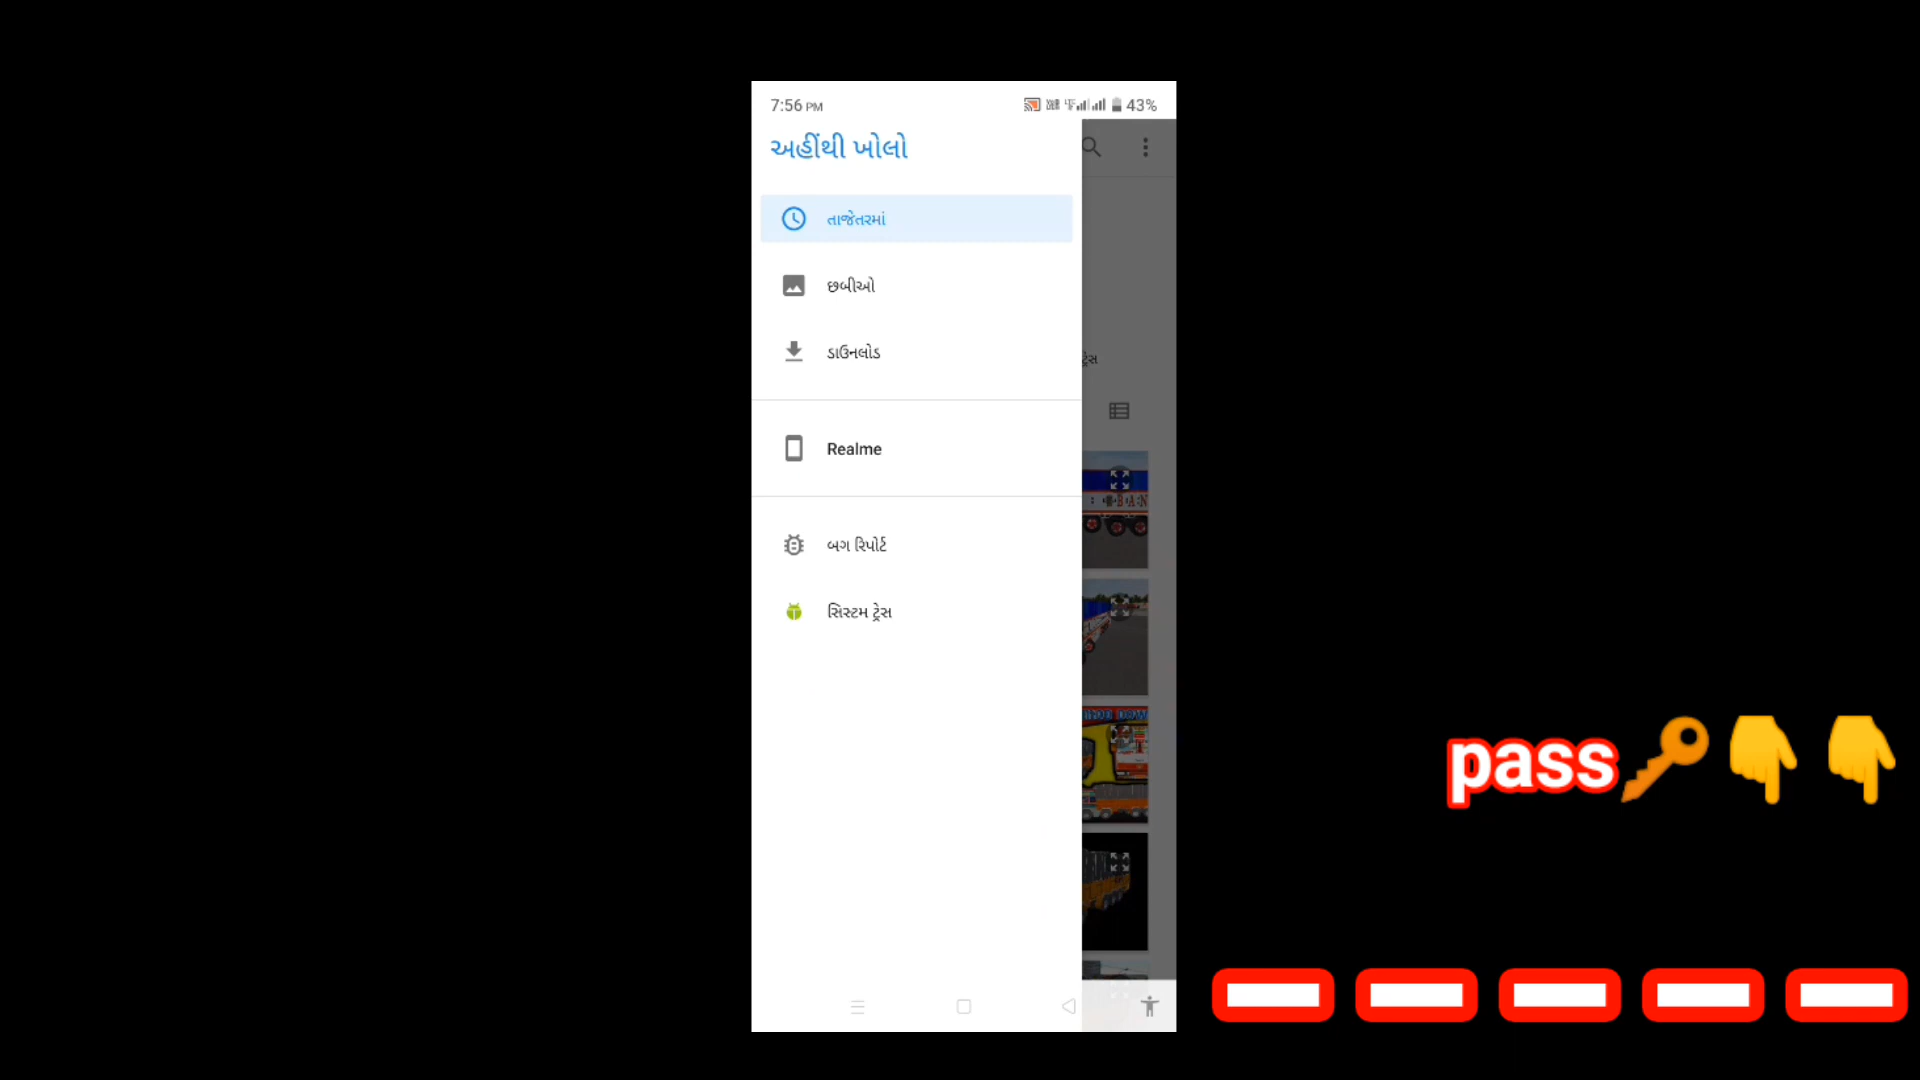 7:56 PM
43%
અહીંથી ખોલો
તાજેતરમાં
છબીઓ
ડાઉનલોડ
ટ્રેસ
Realme
બગ રિપોર્ટ
સિસ્ટમ ટ્રેસ
pass🔑👇👇